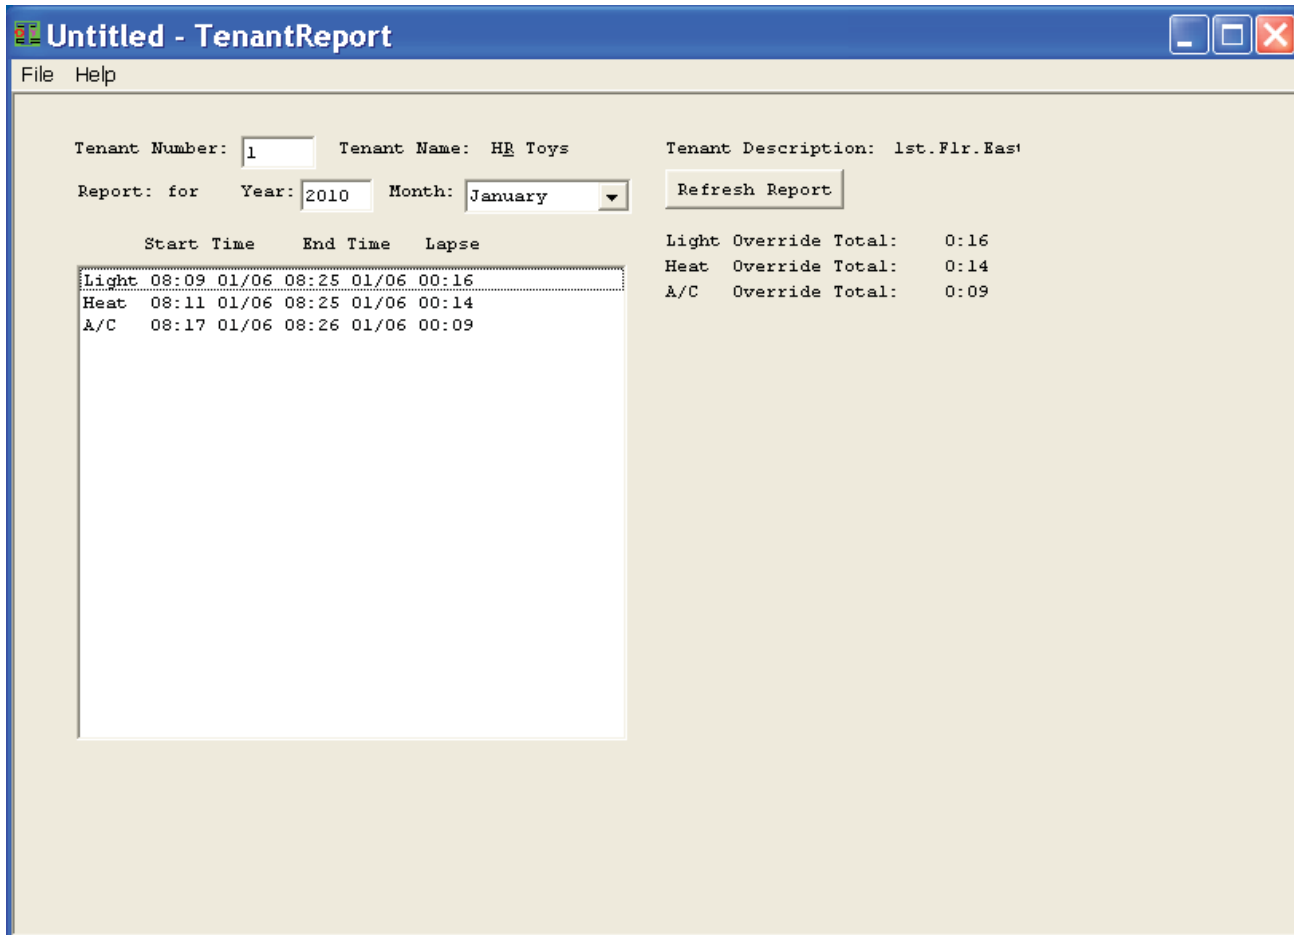 Untitled - TenantReport
File Help
Tenant Number: 1 Tenant Name: HR Toys Tenant Description: 1st.Flr.East
Report: for Year: 2010 Month: January Refresh Report
Start Time End Time Lapse
Light Override Total: 0:16
Heat Override Total: 0:14
A/C Override Total: 0:09
Light 08:09 01/06 08:25 01/06 00:16
Heat 08:11 01/06 08:25 01/06 00:14
A/C 08:17 01/06 08:26 01/06 00:09